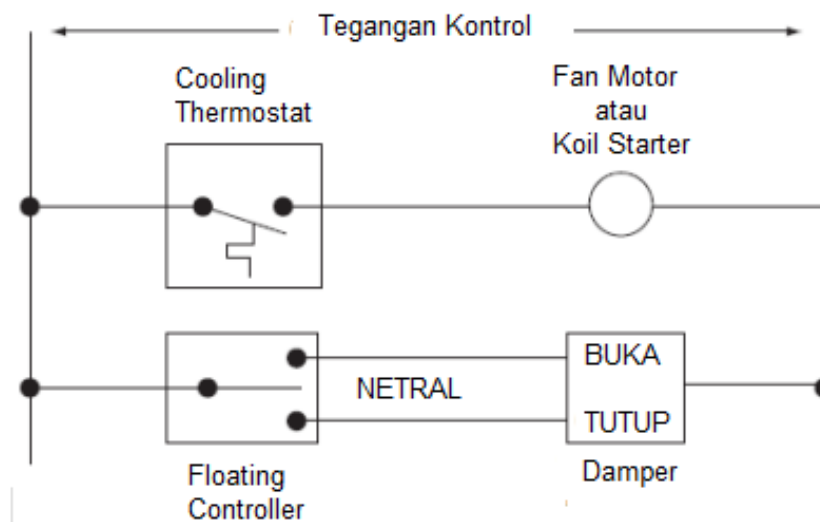 Tegangan Kontrol
Cooling
Thermostat
Fan Motor
atau
Koil Starter
BUKA
NETRAL
TUTUP
Floating
Controller
Damper